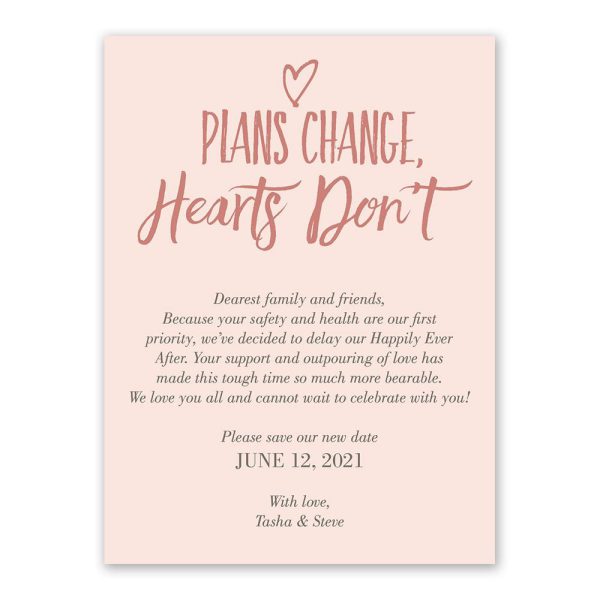 PLANS CHANGE,
Hearts Don't
Dearest family and friends,
Because your safety and health are our first
priority, we've decided to delay our Happily Ever
After. Your support and outpouring of love has
made this tough time so much more bearable.
We love you all and cannot wait to celebrate with you!
Please save our new date
JUNE 12, 2021
With love,
Tasha & Steve